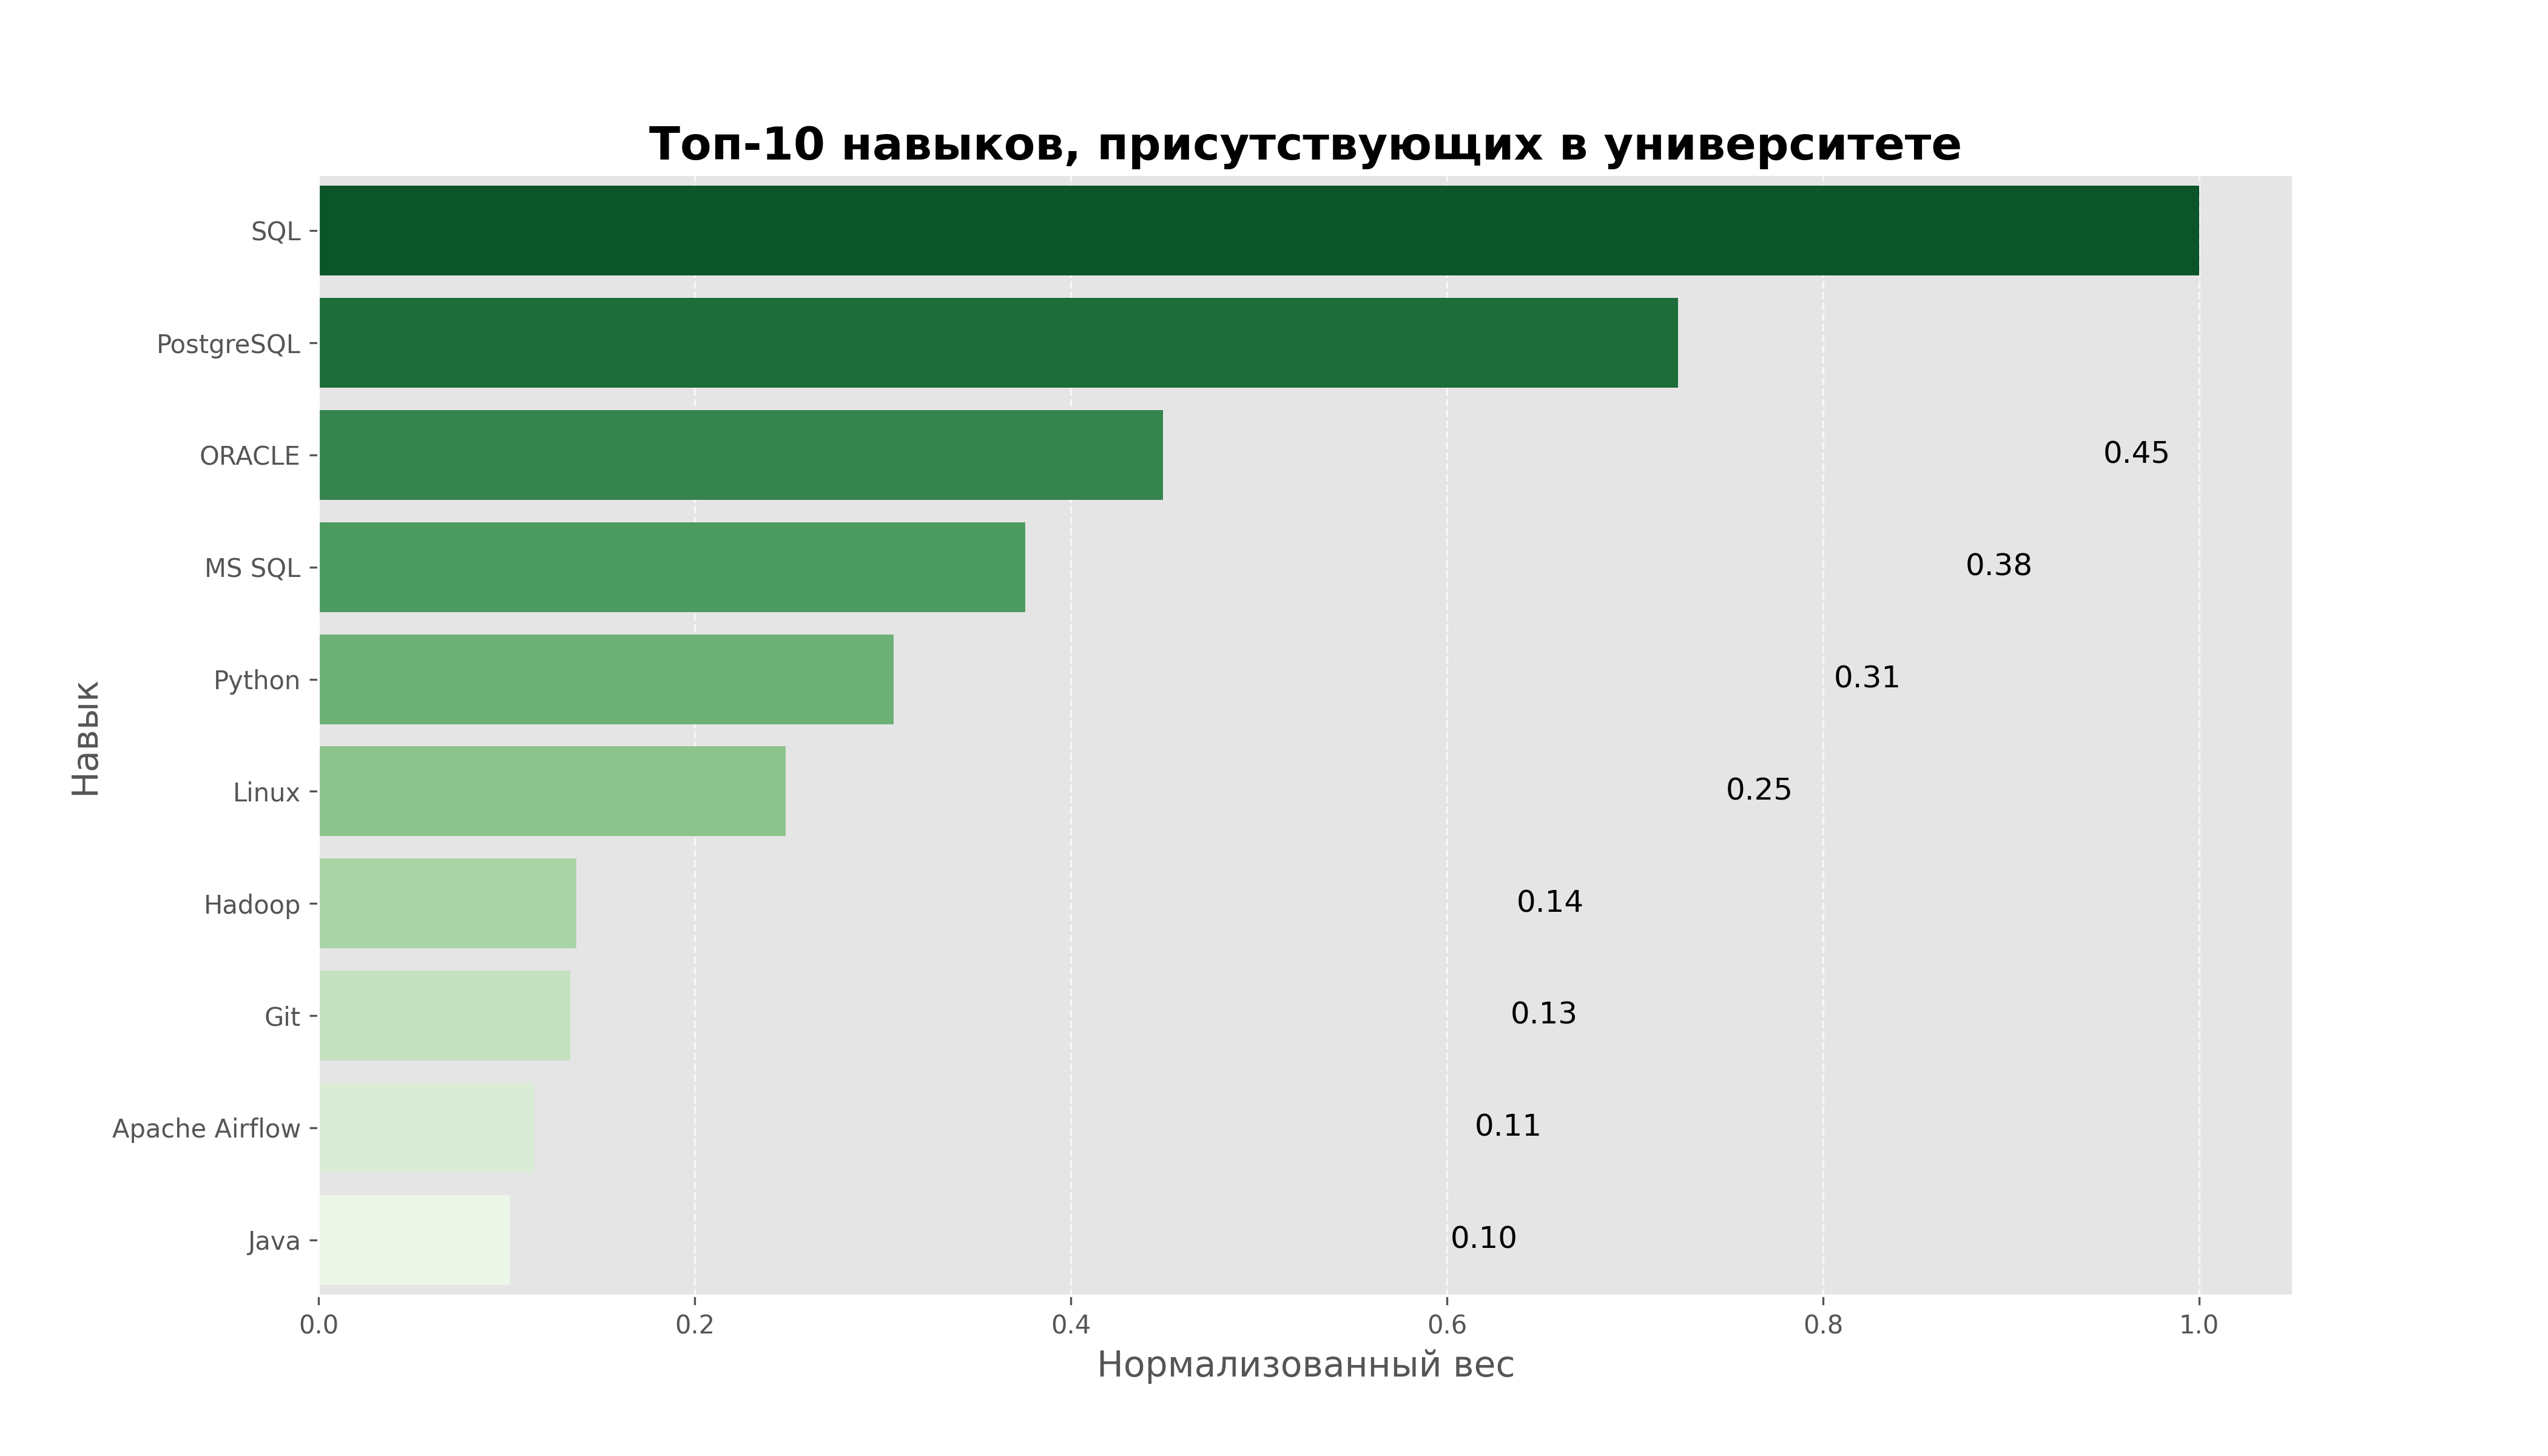 Топ-10 навыков, присутствующих в университете
SQL
PostgreSQL
ORACLE 0.45
MS SQL 0.38
Python 0.31
Linux 0.25
Hadoop 0.14
Git 0.13
Apache Airflow 0.11
Java 0.10
Навык
0.0 0.2 0.4 0.6 0.8 1.0
Нормализованный вес